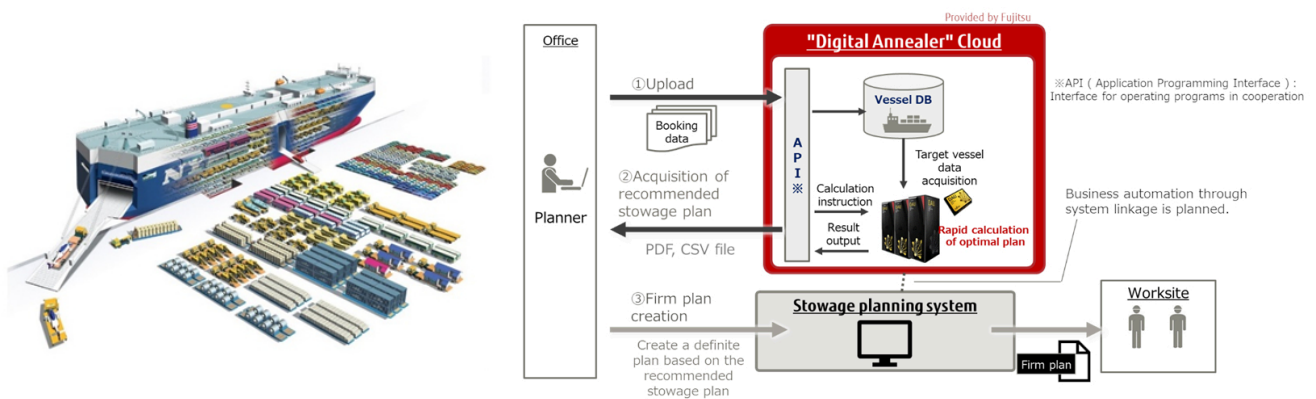 Provided by Fujitsu
Office
"Digital Annealer" Cloud
①Upload
Booking
data
Vessel DB
※API ( Application Programming Interface ) :
Interface for operating programs in cooperation
API※
②Acquisition of
recommended
stowage plan
Planner
Target vessel
data
acquisition
Calculation
instruction
Result
output
Rapid calculation
of optimal plan
Business automation through
system linkage is planned.
PDF, CSV file
③Firm plan
creation
Stowage planning system
Worksite
Create a definite
plan based on the
recommended
stowage plan
Firm plan